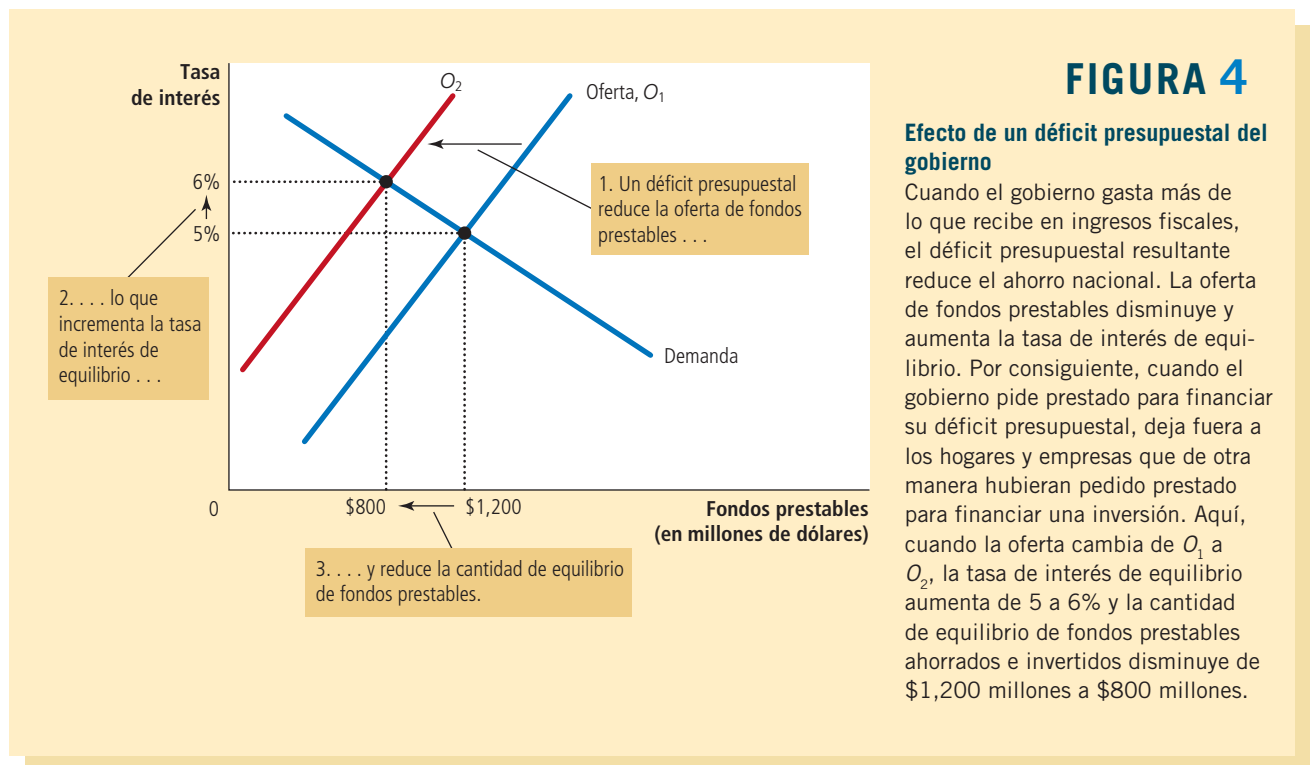 Tasa
de interés
O2
Oferta, O1
6%
5%
1. Un déficit presupuestal
reduce la oferta de fondos
prestables . . .
2. . . . lo que
incrementa la tasa
de interés de
equilibrio . . .
Demanda
0
$800
$1,200
Fondos prestables
(en millones de dólares)
3. . . . y reduce la cantidad de equilibrio
de fondos prestables.
FIGURA 4
Efecto de un déficit presupuestal del
gobierno
Cuando el gobierno gasta más de
lo que recibe en ingresos fiscales,
el déficit presupuestal resultante
reduce el ahorro nacional. La oferta
de fondos prestables disminuye y
aumenta la tasa de interés de equi-
librio. Por consiguiente, cuando el
gobierno pide prestado para financiar
su déficit presupuestal, deja fuera a
los hogares y empresas que de otra
manera hubieran pedido prestado
para financiar una inversión. Aquí,
cuando la oferta cambia de O1 a
O2, la tasa de interés de equilibrio
aumenta de 5 a 6% y la cantidad
de equilibrio de fondos prestables
ahorrados e invertidos disminuye de
$1,200 millones a $800 millones.